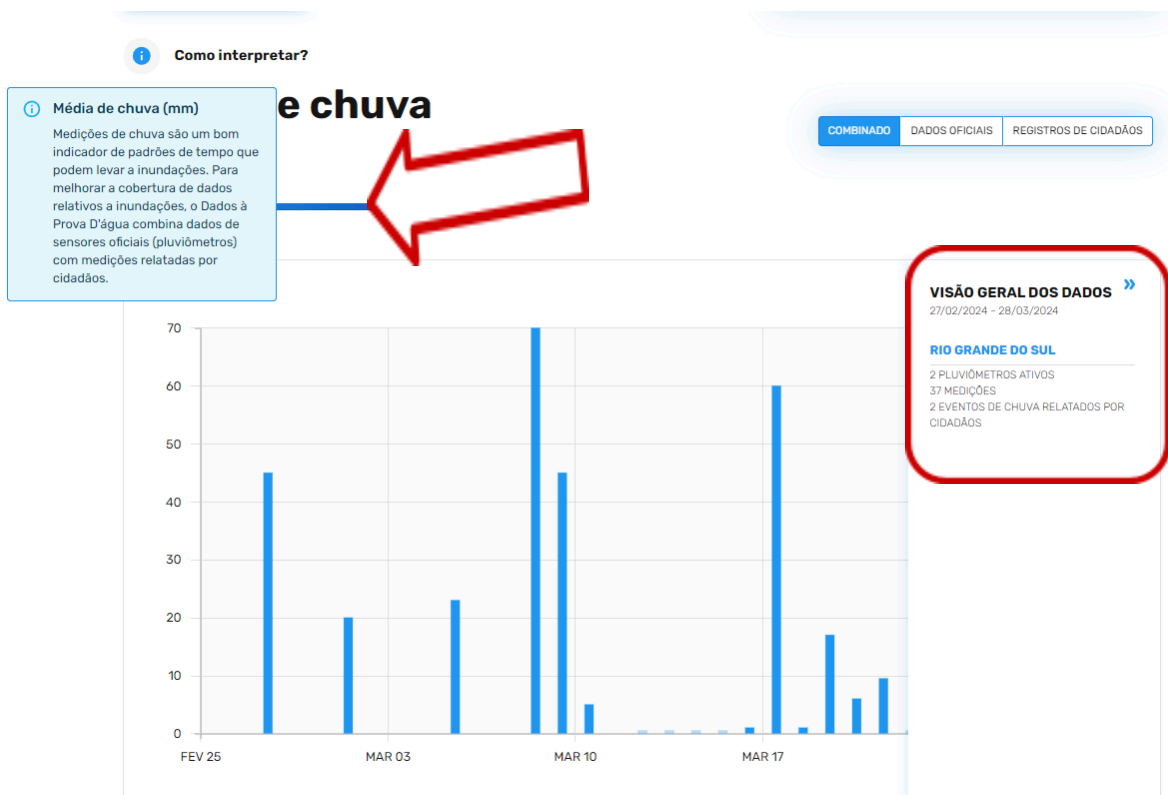 Como interpretar?
Média de chuva (mm)
Medições de chuva são um bom
indicador de padrões de tempo que
podem levar a inundações. Para
melhorar a cobertura de dados
relativos a inundações, o Dados à
Prova D'água combina dados de
sensores oficiais (pluviômetros)
com medições relatadas por
cidadãos.
e chuva
COMBINADO DADOS OFICIAIS REGISTROS DE CIDADÃOS
VISÃO GERAL DOS DADOS »
27/02/2024 - 28/03/2024
RIO GRANDE DO SUL
2 PLUVIÔMETROS ATIVOS
37 MEDIÇÕES
2 EVENTOS DE CHUVA RELATADOS POR
CIDADÃOS
70
60
50
40
30
20
10
0
FEV 25 MAR 03 MAR 10 MAR 17